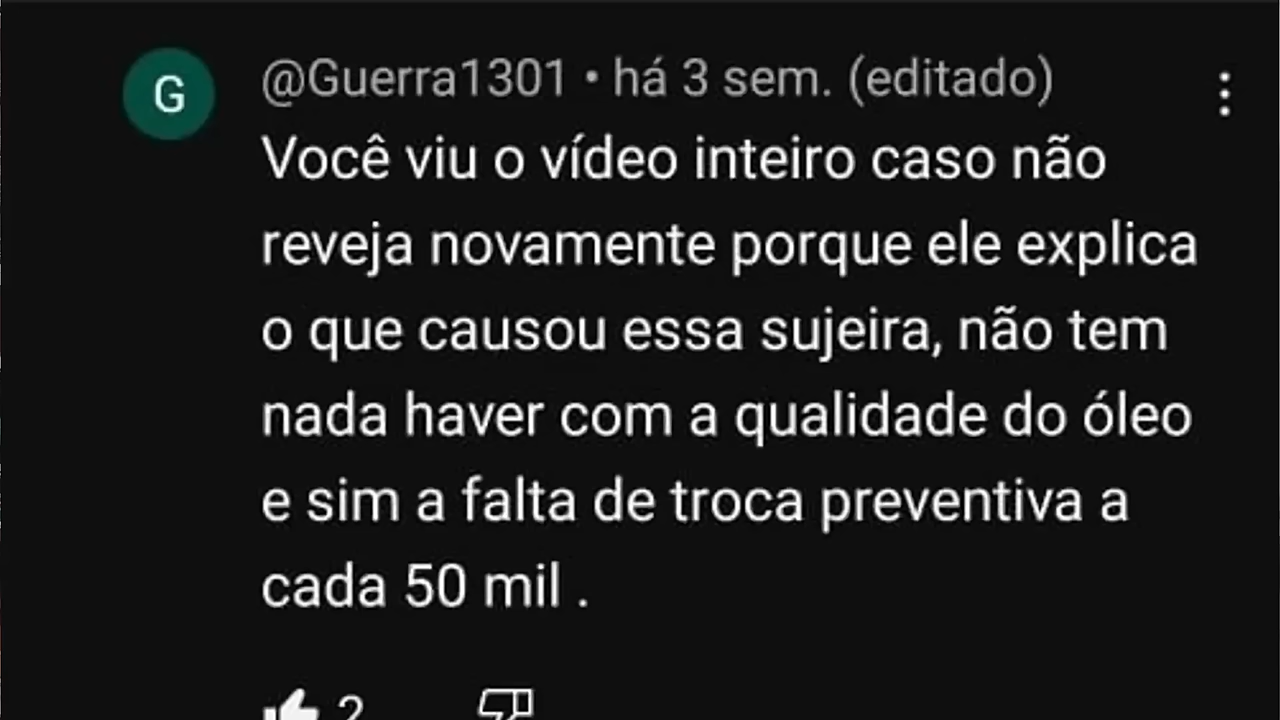 G
@Guerra1301 • há 3 sem. (editado)
Você viu o vídeo inteiro caso não
reveja novamente porque ele explica
o que causou essa sujeira, não tem
nada haver com a qualidade do óleo
e sim a falta de troca preventiva a
cada 50 mil .
2